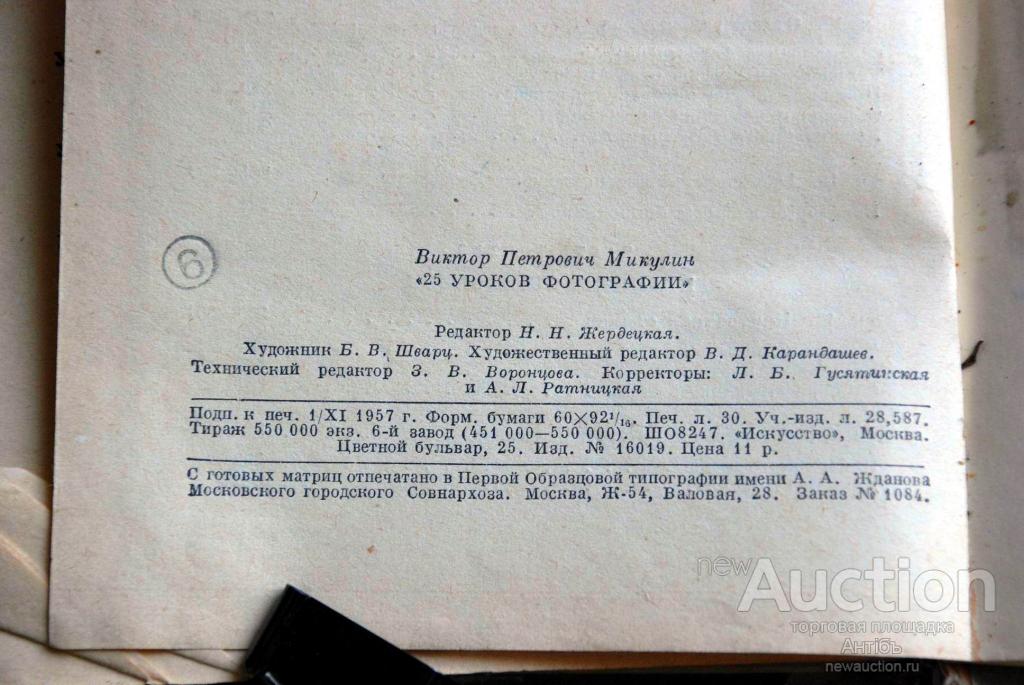 6
Виктор Петрович Микулин
«25 УРОКОВ ФОТОГРАФИИ»
Редактор Н. Н. Жердецкая.
Художник Б. В. Шварц. Художественный редактор В. Д. Карандашев.
Технический редактор З. В. Воронцова. Корректоры: Л. Б. Гусятинская
и А. Л. Ратницкая
Подп. к печ. 1/XI 1957 г. Форм. бумаги 60×92¹/₁₆. Печ. л. 30. Уч.-изд. л. 28,587.
Тираж 550 000 экз. 6-й завод (451 000—550 000). ШО8247. «Искусство», Москва.
Цветной бульвар, 25. Изд. № 16019. Цена 11 р.
С готовых матриц отпечатано в Первой Образцовой типографии имени А. А. Жданова
Московского городского Совнархоза. Москва, Ж-54, Валовая, 28. Заказ № 1084.
newAuction
торговая площадка
Антібъ
newauction.ru